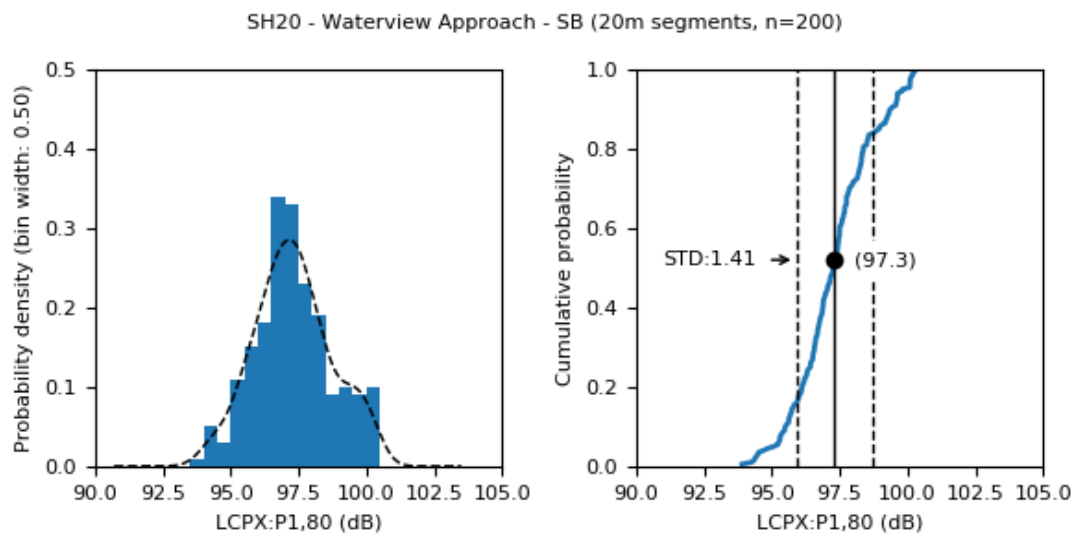 SH20 - Waterview Approach - SB (20m segments, n=200)
Probability density (bin width: 0.50)
0.5
0.4
0.3
0.2
0.1
0.0
90.0 92.5 95.0 97.5 100.0 102.5 105.0
LCPX:P1,80 (dB)
Cumulative probability
1.0
0.8
0.6
0.4
0.2
0.0
STD:1.41
(97.3)
90.0 92.5 95.0 97.5 100.0 102.5 105.0
LCPX:P1,80 (dB)